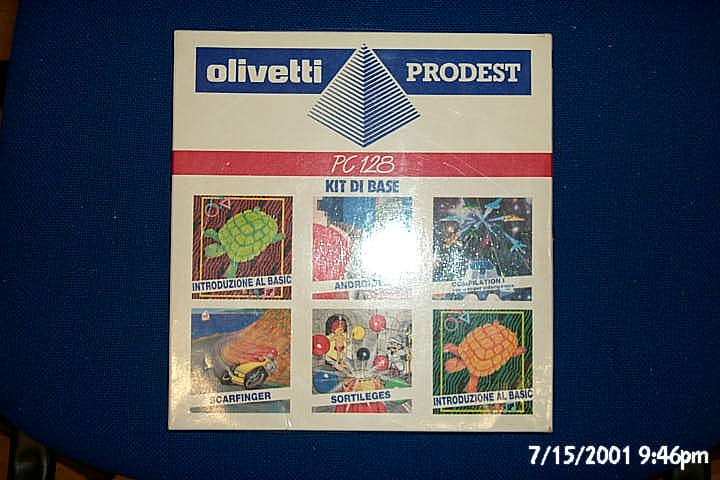 olivetti PRODEST
PC 128
KIT DI BASE
INTRODUZIONE AL BASIC
COMPILATION I
SCARFINGER
SORTILEGES
INTRODUZIONE AL BASIC
7/15/2001 9:46pm